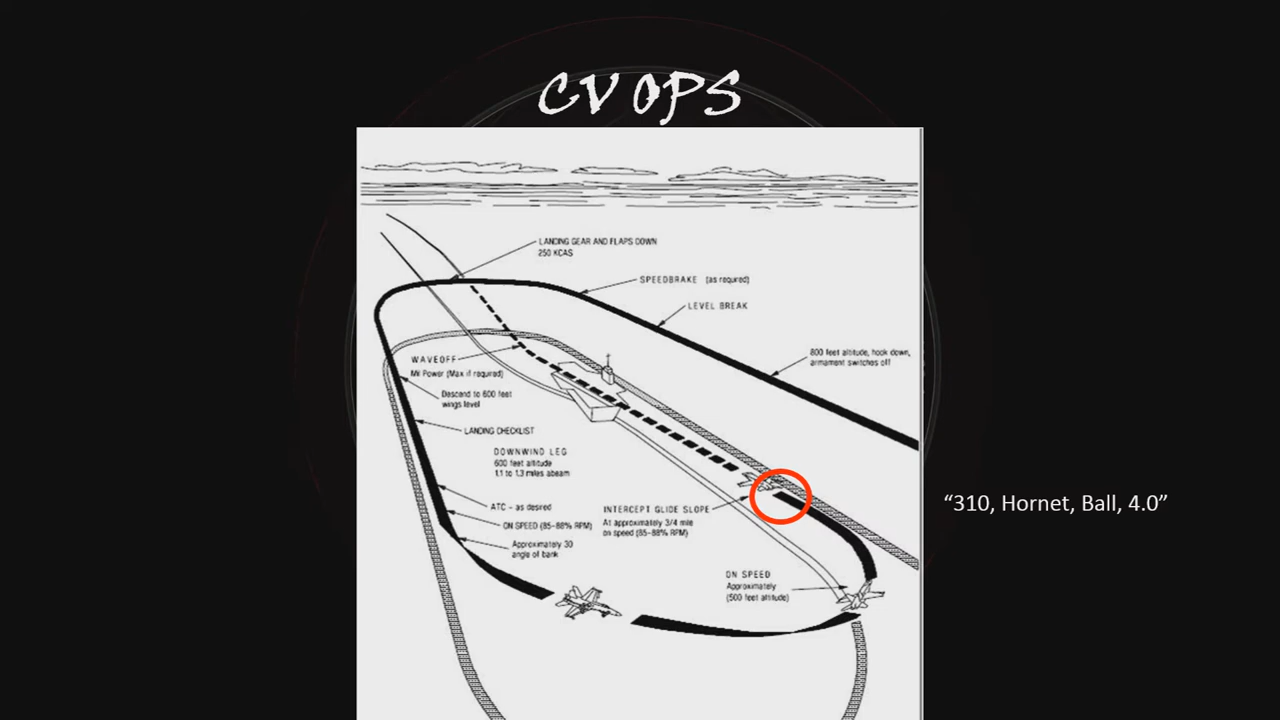 CV OPS
LANDING GEAR AND FLAPS DOWN
250 KCAS
SPEEDBRAKE (as required)
LEVEL BREAK
800 feet altitude, hook down,
armament switches off
WAVEOFF
Mil Power (Max if required)
Descend to 600 feet
wings level
LANDING CHECKLIST
DOWNWIND LEG
600 feet altitude
1.1 to 1.3 miles abeam
ATC – as desired
ON SPEED (85–88% RPM)
Approximately 30
angle of bank
INTERCEPT GLIDE SLOPE
At approximately 3/4 mile
on speed (85–88% RPM)
ON SPEED
Approximately
(500 feet altitude)
“310, Hornet, Ball, 4.0”